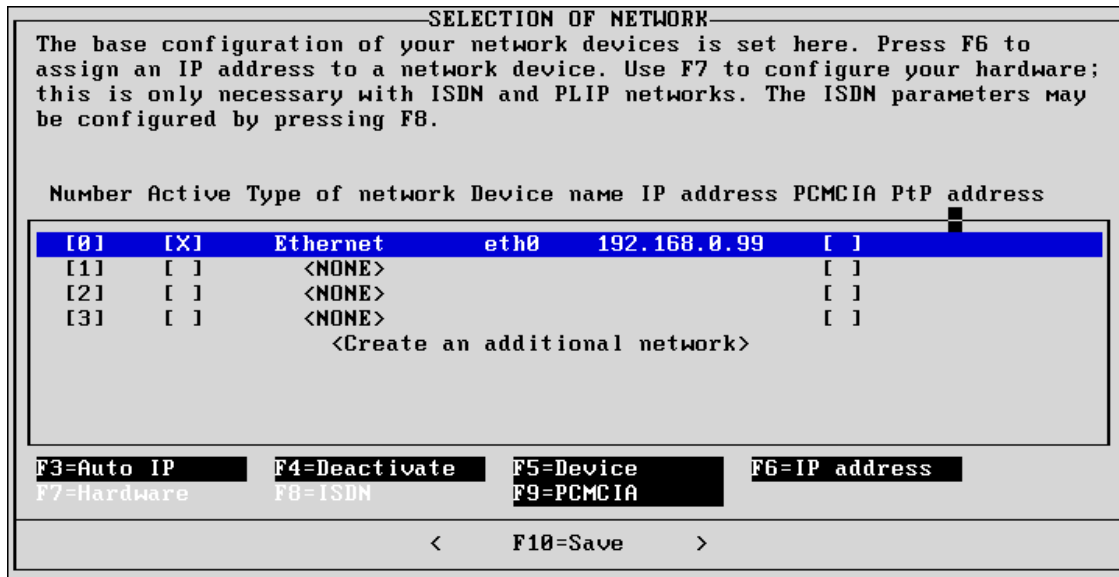 SELECTION OF NETWORK
The base configuration of your network devices is set here. Press F6 to
assign an IP address to a network device. Use F7 to configure your hardware;
this is only necessary with ISDN and PLIP networks. The ISDN parameters may
be configured by pressing F8.
Number Active Type of network Device name IP address PCMCIA PtP address
[0] [X] Ethernet eth0 192.168.0.99 [ ]
[1] [ ] <NONE> [ ]
[2] [ ] <NONE> [ ]
[3] [ ] <NONE> [ ]
<Create an additional network>
F3=Auto IP F4=Deactivate F5=Device F6=IP address
F7=Hardware F8=ISDN F9=PCMCIA
< F10=Save >